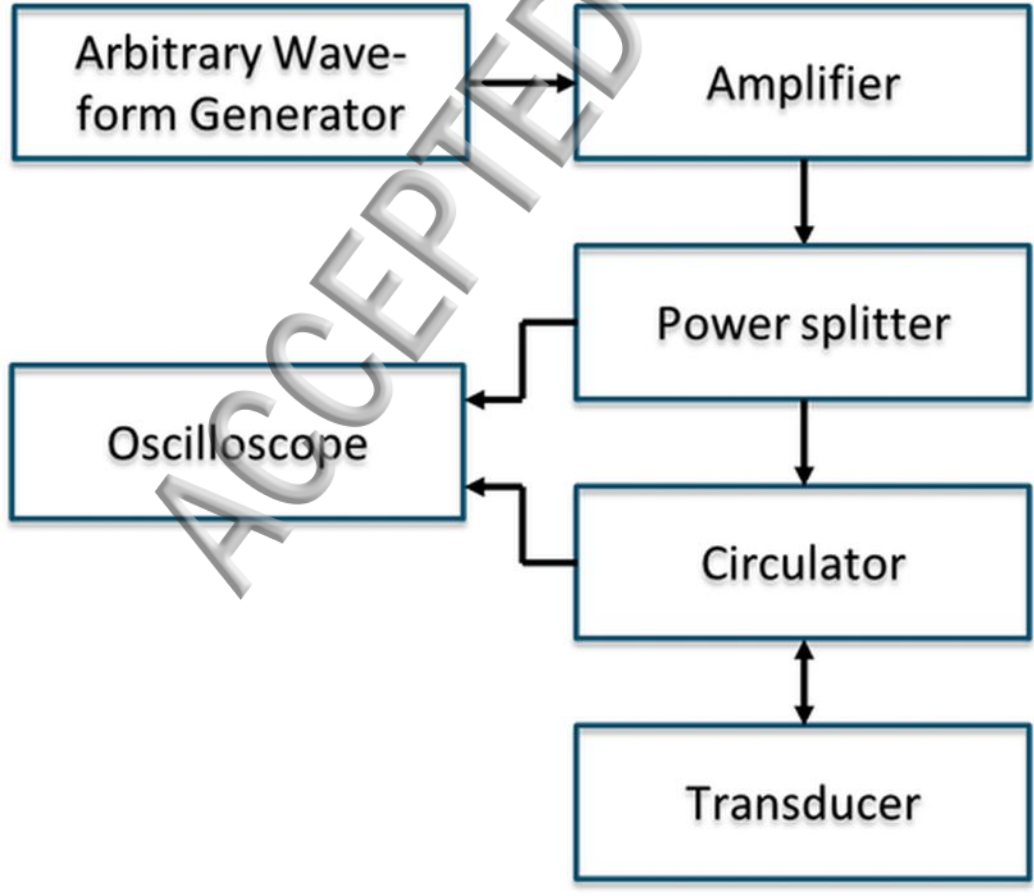 Arbitrary Wave-
form Generator
Amplifier
Power splitter
Oscilloscope
Circulator
Transducer
ACCEPTED